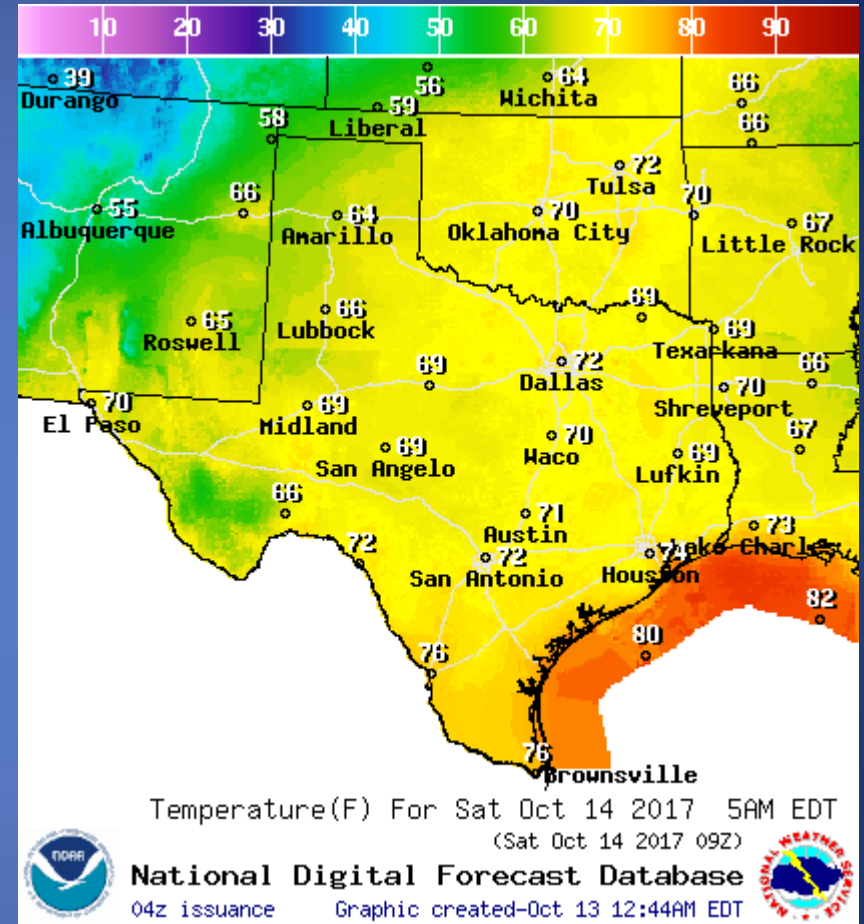 10 20 30 40 50 60 70 80 90
39
Durango
56
64
Wichita
66
59
Liberal
58
66
72
Tulsa
55
Albuquerque
66
64
Amarillo
70
Oklahoma City
70
67
Little Rock
65
Roswell
66
Lubbock
69
69
Texarkana
69
72
Dallas
70
Shreveport
66
70
El Paso
69
Midland
69
San Angelo
70
Waco
69
Lufkin
67
66
71
Austin
73
Lake Charles
72
72
San Antonio
74
Houston
82
80
76
76
Brownsville
Temperature(F) For Sat Oct 14 2017 5AM EDT
(Sat Oct 14 2017 09Z)
NOAA
National Digital Forecast Database
NATIONAL WEATHER SERVICE
04z issuance Graphic created-Oct 13 12:44AM EDT